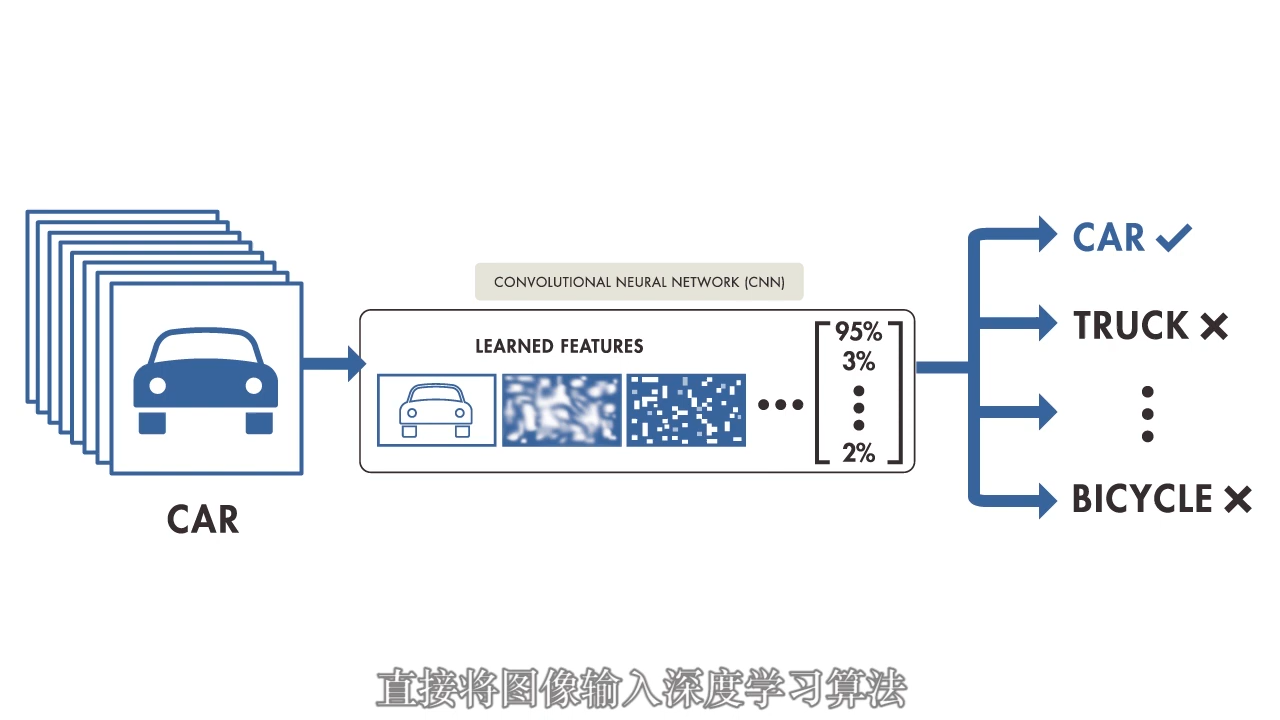 CAR
CONVOLUTIONAL NEURAL NETWORK (CNN)
LEARNED FEATURES
95%
3%
2%
CAR
TRUCK
BICYCLE
直接将图像输入深度学习算法